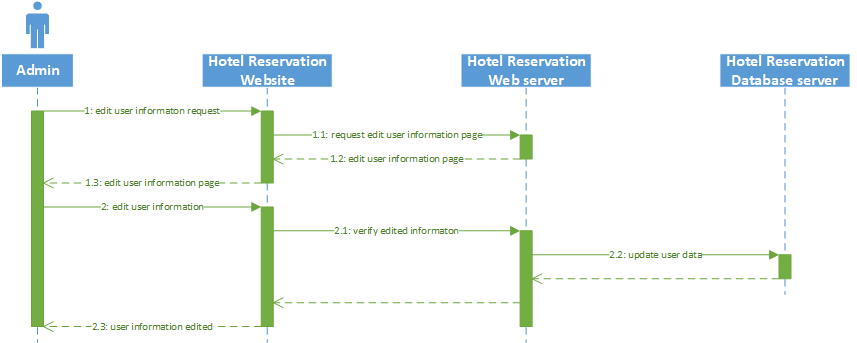 Admin
Hotel Reservation
Website
Hotel Reservation
Web server
Hotel Reservation
Database server
1: edit user informaton request
1.1: request edit user information page
1.2: edit user information page
1.3: edit user information page
2: edit user information
2.1: verify edited informaton
2.2: update user data
2.3: user information edited